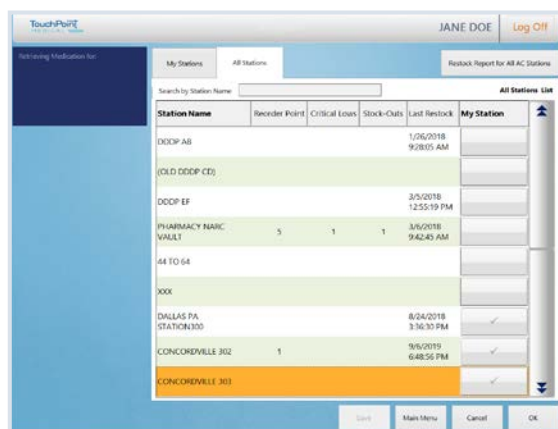 TouchPoint
MEDICAL
JANE DOE
Log Off
Retrieving Medication for:
My Stations
All Stations
Restock Report for All AC Stations
Search by Station Name
All Stations List
Station Name Reorder Point Critical Lows Stock-Outs Last Restock My Station
DDDP AB 1/26/2018
9:28:05 AM
(OLD DDDP CD)
DDDP EF 3/5/2018
12:55:19 PM
PHARMACY NARC
VAULT 5 1 1 3/6/2018
9:42:45 AM
44 TO 64
XXX
DALLAS PA
STATION300 8/24/2018
3:36:30 PM
CONCORDVILLE 302 1 9/6/2019
6:48:56 PM
CONCORDVILLE 303
Save
Main Menu
Cancel
OK